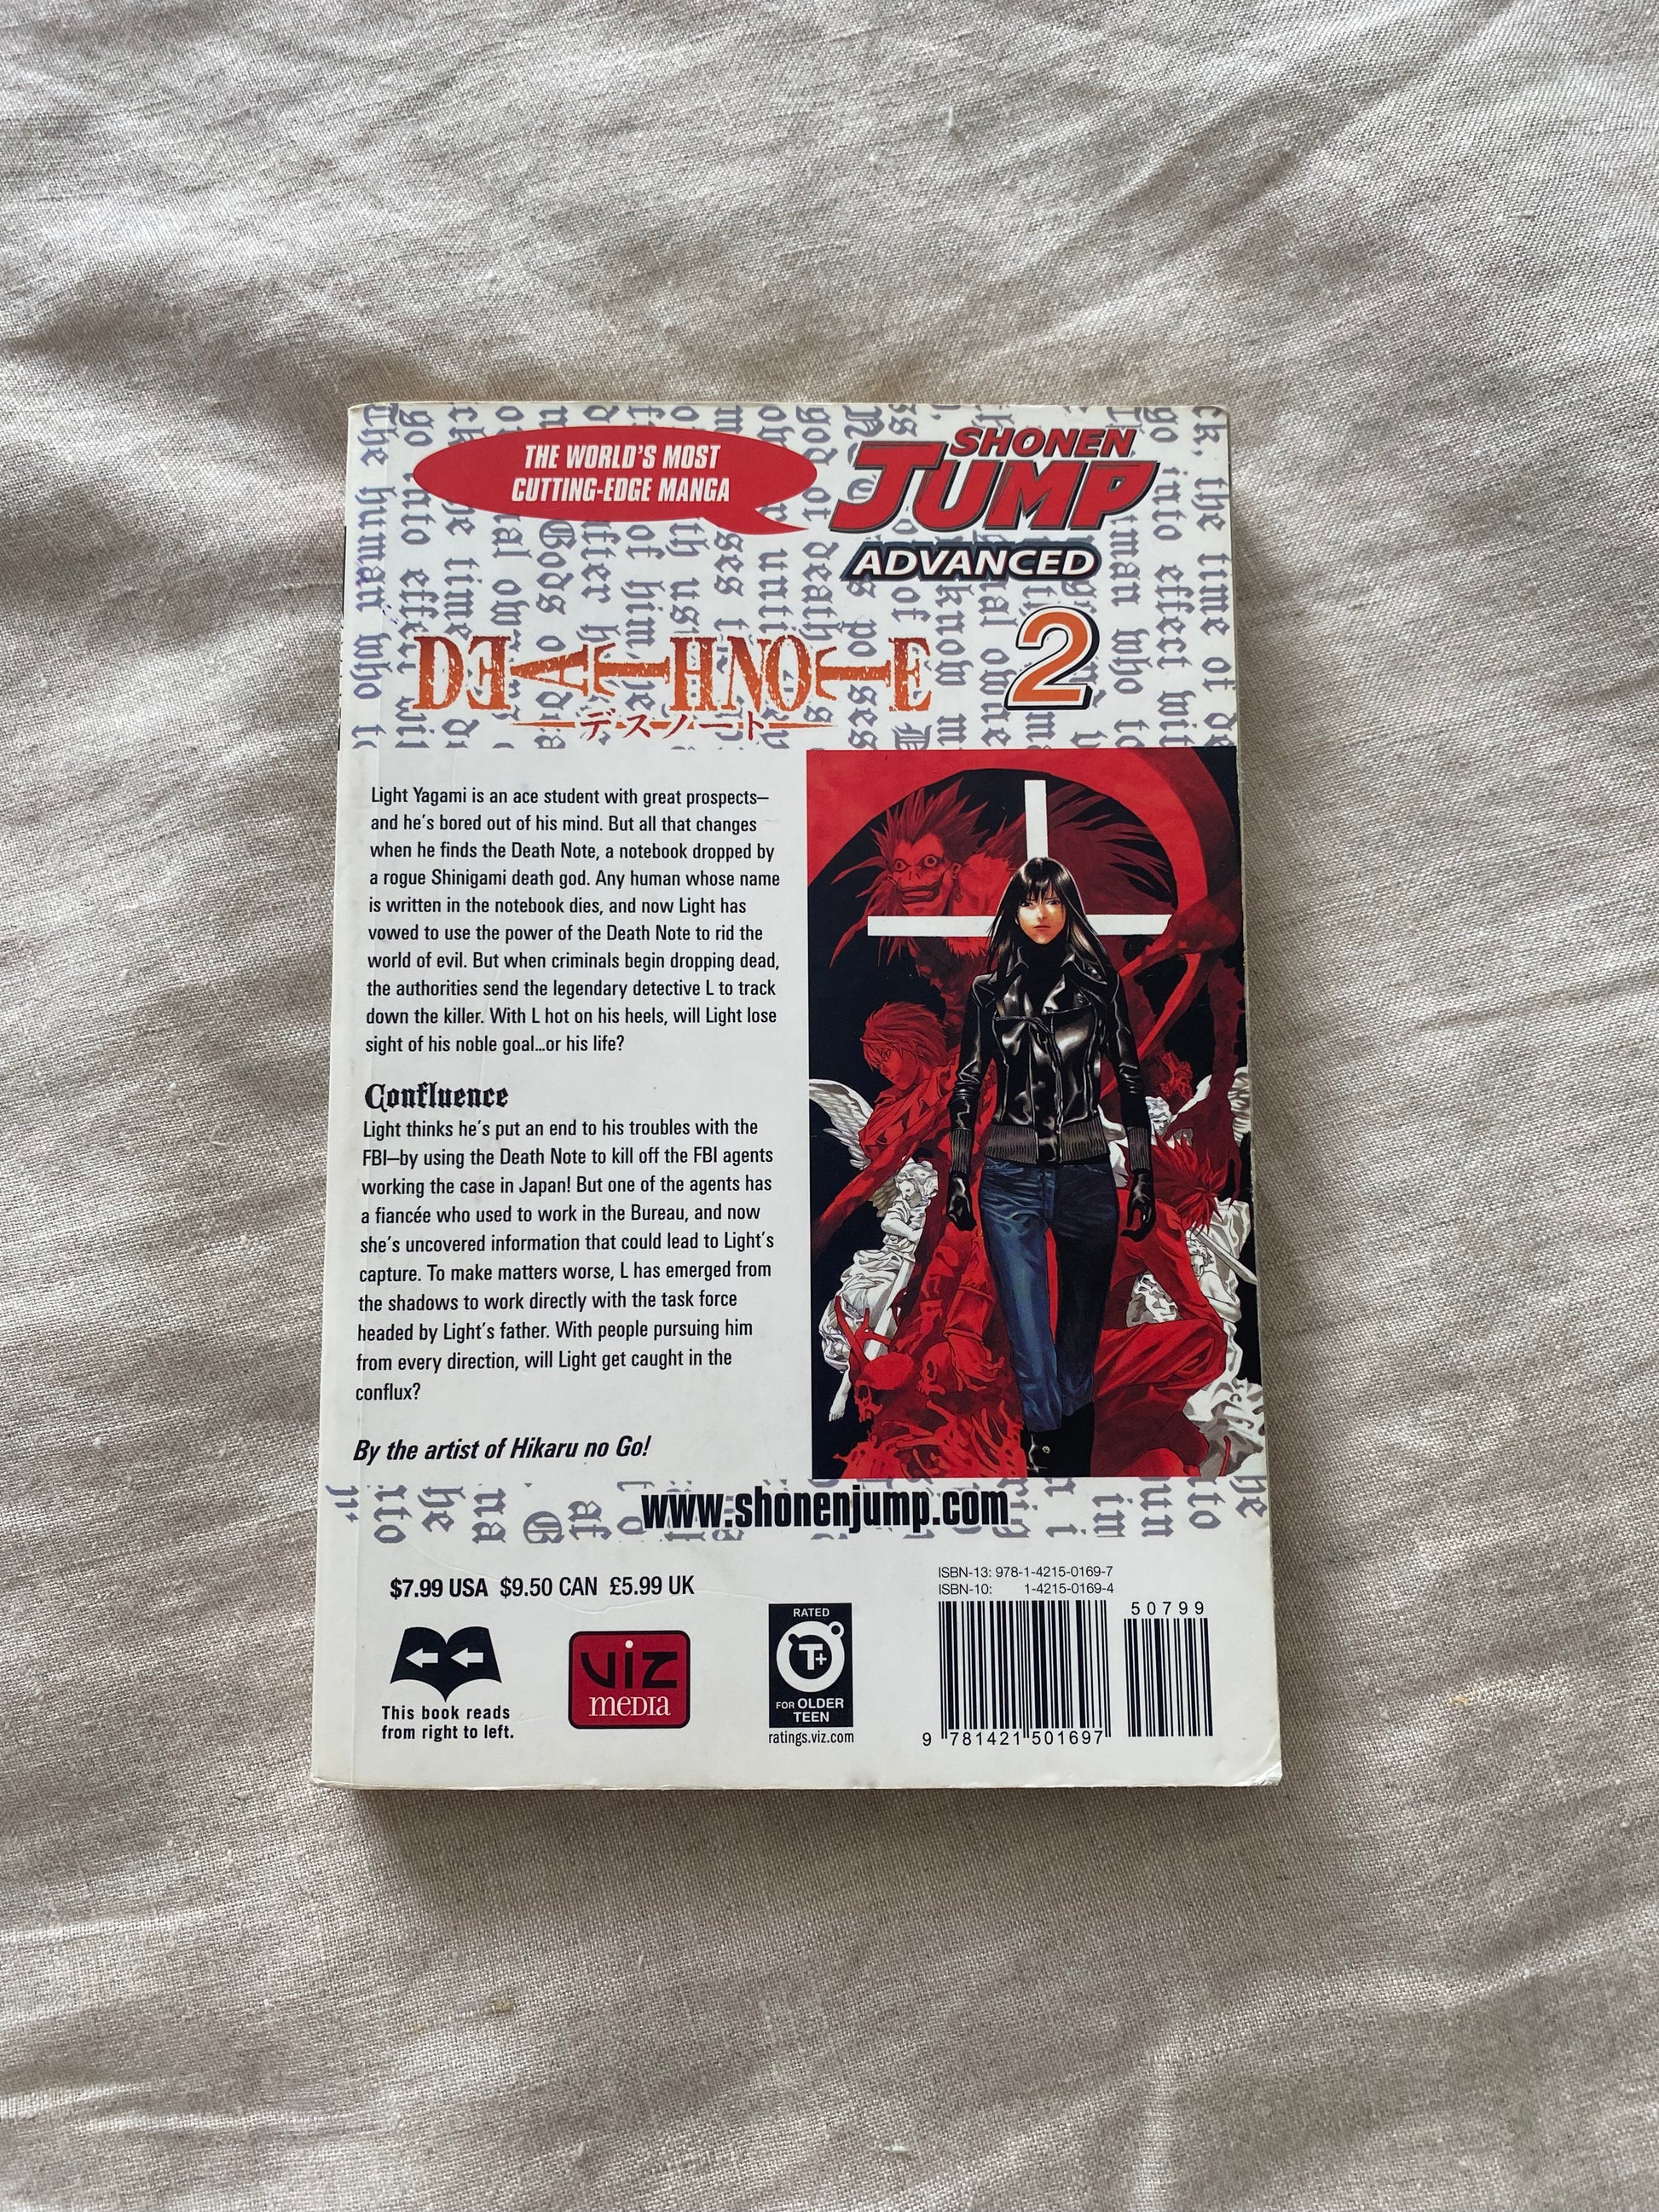 THE WORLD'S MOST
CUTTING-EDGE MANGA
SHONEN
JUMP
ADVANCED
DEATH NOTE
デスノート
2
Light Yagami is an ace student with great prospects—
and he's bored out of his mind. But all that changes
when he finds the Death Note, a notebook dropped by
a rogue Shinigami death god. Any human whose name
is written in the notebook dies, and now Light has
vowed to use the power of the Death Note to rid the
world of evil. But when criminals begin dropping dead,
the authorities send the legendary detective L to track
down the killer. With L hot on his heels, will Light lose
sight of his noble goal...or his life?
Confluence
Light thinks he's put an end to his troubles with the
FBI—by using the Death Note to kill off the FBI agents
working the case in Japan! But one of the agents has
a fiancée who used to work in the Bureau, and now
she's uncovered information that could lead to Light's
capture. To make matters worse, L has emerged from
the shadows to work directly with the task force
headed by Light's father. With people pursuing him
from every direction, will Light get caught in the
conflux?
By the artist of Hikaru no Go!
www.shonenjump.com
$7.99 USA $9.50 CAN £5.99 UK
This book reads
from right to left.
viz
media
RATED
T+
FOR OLDER
TEEN
ratings.viz.com
ISBN-13: 978-1-4215-0169-7
ISBN-10: 1-4215-0169-4
50799
9 781421 501697